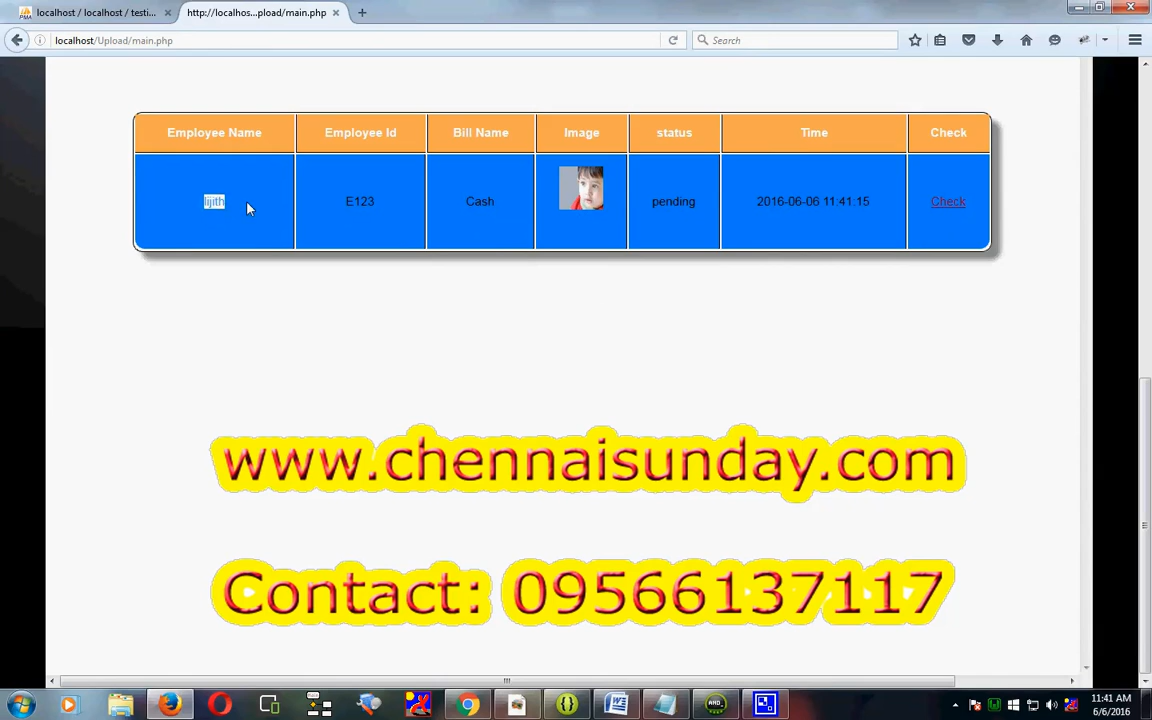 localhost / localhost / testi...
http://localhos...pload/main.php
localhost/Upload/main.php
Search
Employee Name Employee Id Bill Name Image status Time Check
lijith E123 Cash pending 2016-06-06 11.41.15 Check
www.chennaisunday.com
Contact: 09566137117
11:41 AM
6/6/2016